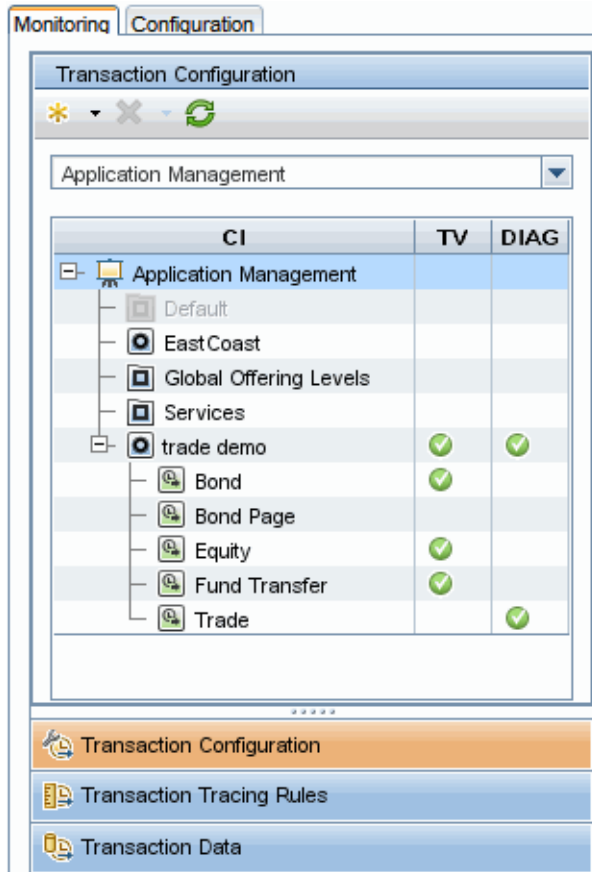 Monitoring Configuration
Transaction Configuration
Application Management
CI TV DIAG
Application Management
Default
EastCoast
Global Offering Levels
Services
trade demo
Bond
Bond Page
Equity
Fund Transfer
Trade
Transaction Configuration
Transaction Tracing Rules
Transaction Data